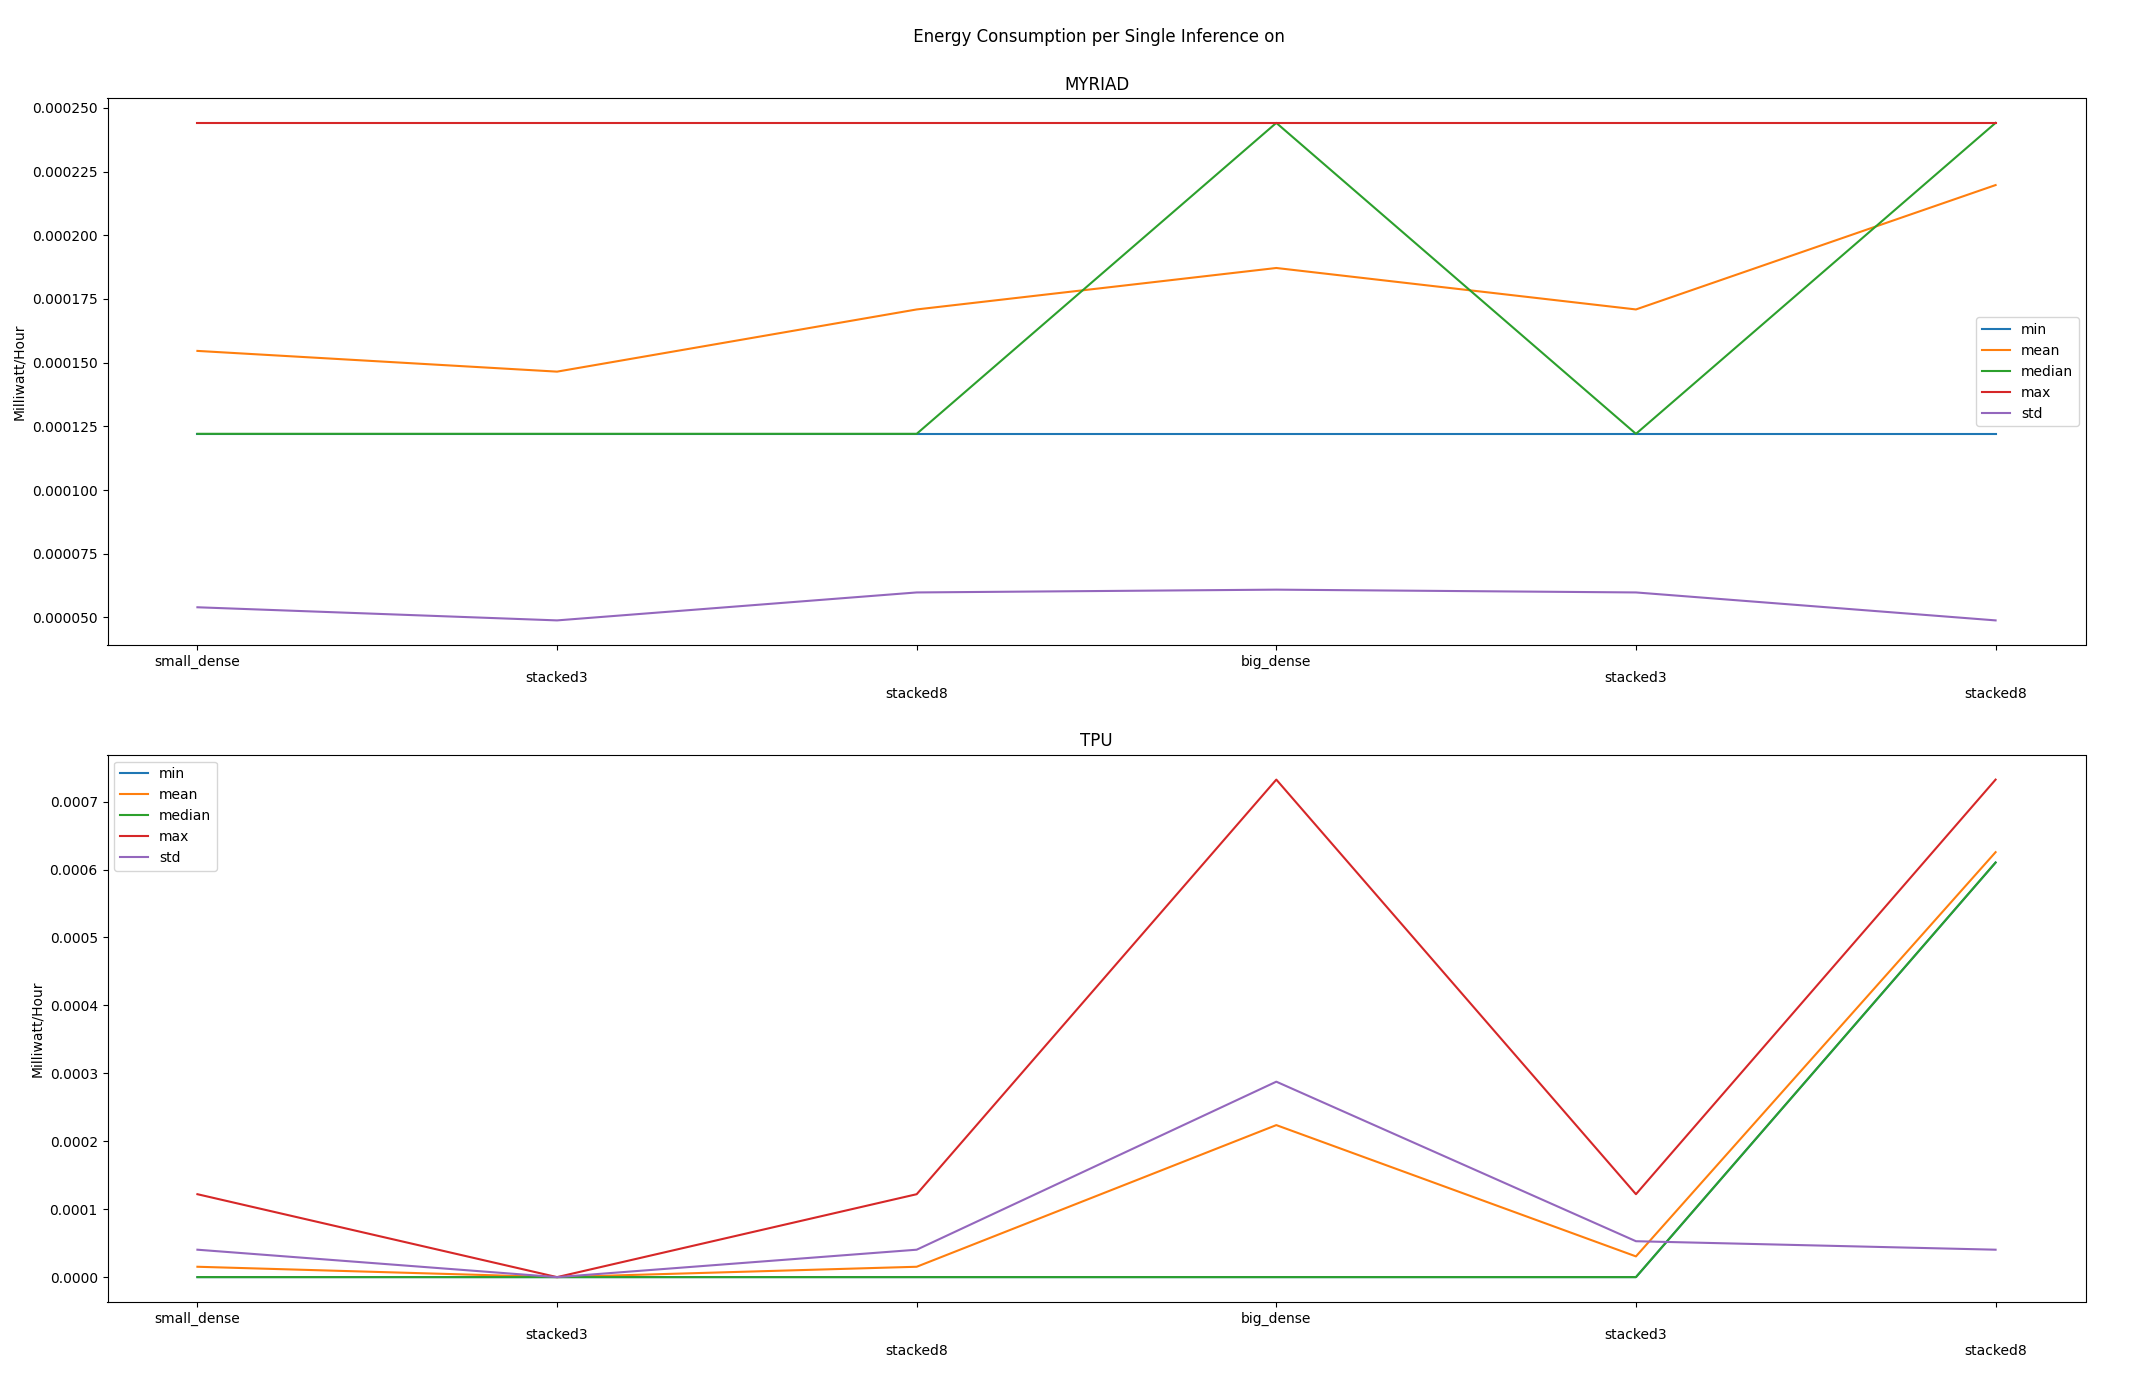 Energy Consumption per Single Inference on
MYRIAD
0.000250
0.000225
0.000200
0.000175
0.000150
0.000125
0.000100
0.000075
0.000050
Milliwatt/Hour
min
mean
median
max
std
small_dense
stacked3
stacked8
big_dense
stacked3
stacked8
TPU
min
mean
median
max
std
0.0007
0.0006
0.0005
0.0004
0.0003
0.0002
0.0001
0.0000
Milliwatt/Hour
small_dense
stacked3
stacked8
big_dense
stacked3
stacked8